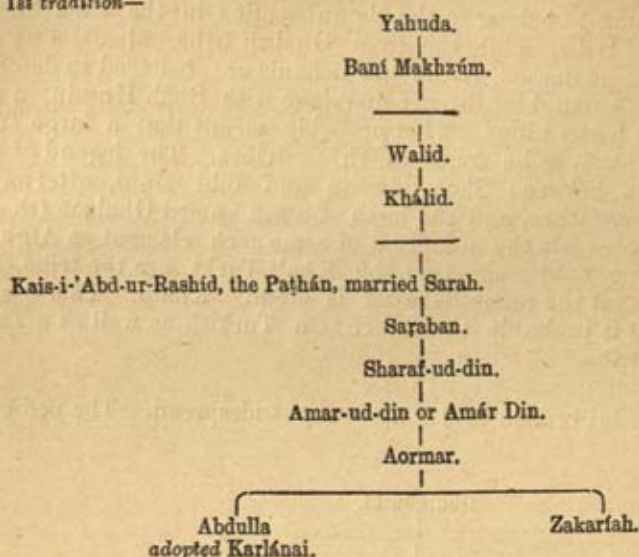 1st tradition—
Yahuda.
Baní Makhzúm.
Walid.
Khálid.
Kais-i-'Abd-ur-Rashíd, the Paṭhán, married Sarah.
Saṛaban.
Sharaf-ud-din.
Amar-ud-din or Amár Din.
Aormar.
Abdulla Zakaríah.
adopted Karlánai.